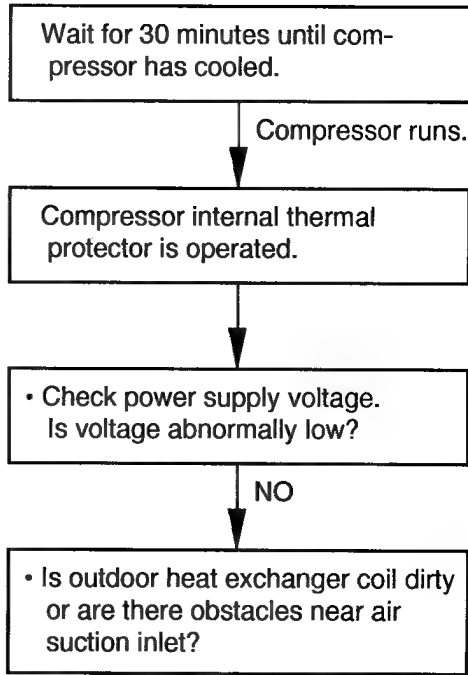 Wait for 30 minutes until com-
pressor has cooled.
Compressor runs.
Compressor internal thermal
protector is operated.
• Check power supply voltage.
Is voltage abnormally low?
NO
• Is outdoor heat exchanger coil dirty
or are there obstacles near air
suction inlet?